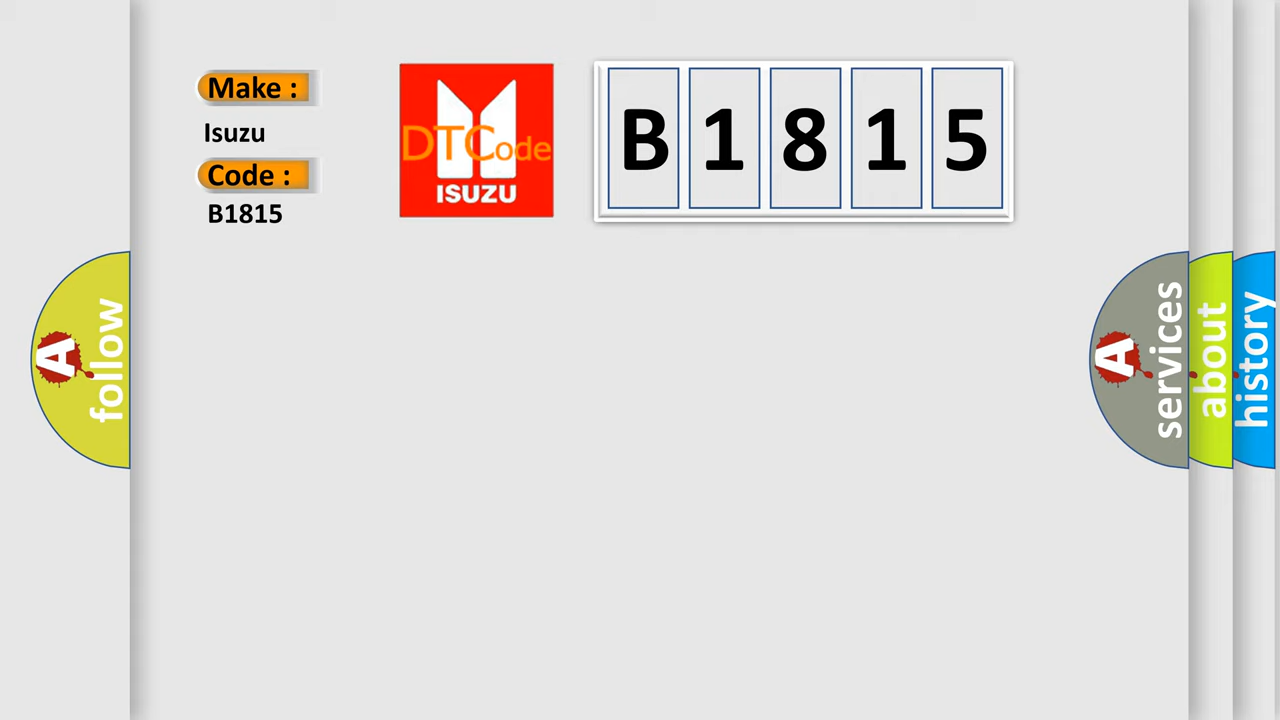 Make :
Isuzu
Code :
B1815
DTCode
ISUZU
B 1 8 1 5
A follow
A services
about
history